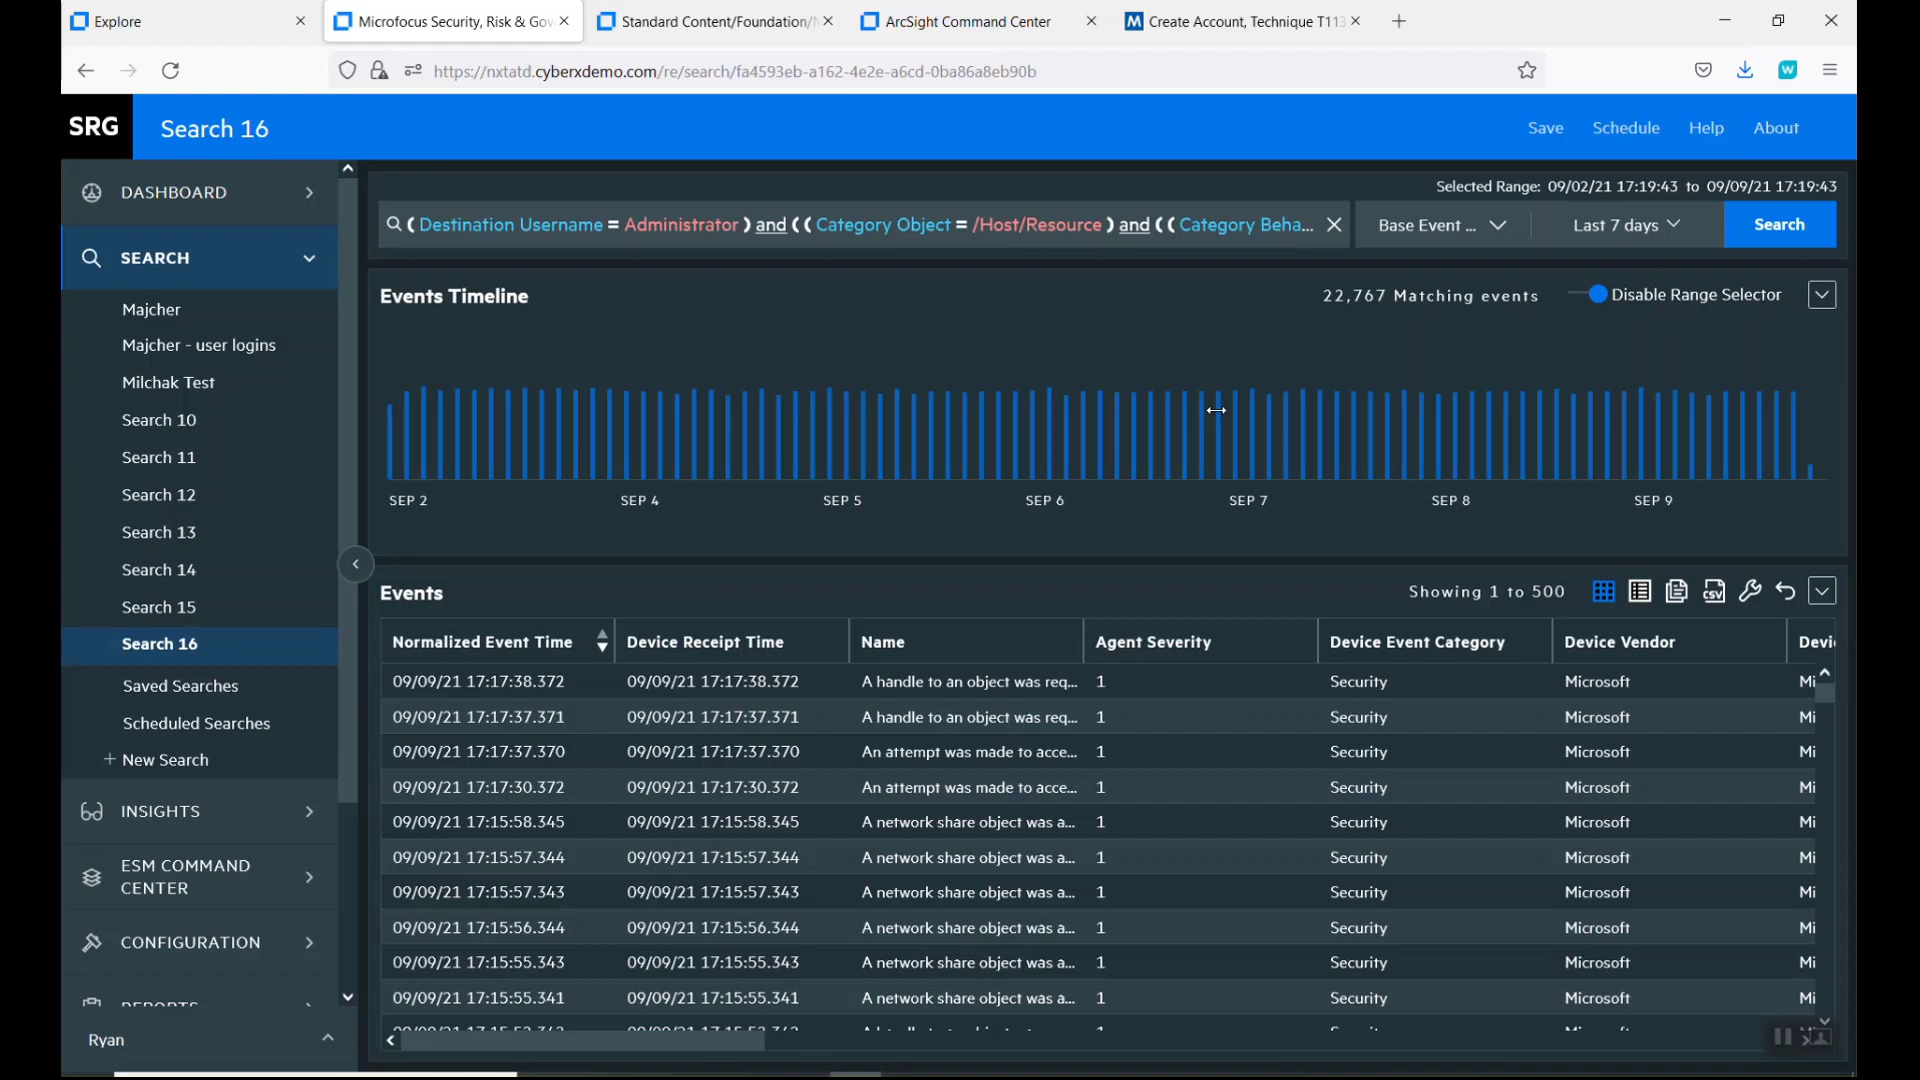 Explore
Microfocus Security, Risk & Gov
Standard Content/Foundation/
ArcSight Command Center
Create Account, Technique T113
https://nxtatd.cyberxdemo.com/re/search/fa4593eb-a162-4e2e-a6cd-0ba86a8eb90b
SRG
Search 16
Save
Schedule
Help
About
DASHBOARD
SEARCH
Majcher
Majcher - user logins
Milchak Test
Search 10
Search 11
Search 12
Search 13
Search 14
Search 15
Search 16
Saved Searches
Scheduled Searches
+ New Search
INSIGHTS
ESM COMMAND
CENTER
CONFIGURATION
REPORTS
Ryan
Selected Range: 09/02/21 17:19:43 to 09/09/21 17:19:43
( Destination Username = Administrator ) and ( ( Category Object = /Host/Resource ) and ( ( Category Beha...
Base Event ...
Last 7 days
Search
Events Timeline
22,767 Matching events
Disable Range Selector
SEP 2 SEP 4 SEP 5 SEP 6 SEP 7 SEP 8 SEP 9
Events
Showing 1 to 500
CSV
Normalized Event Time Device Receipt Time Name Agent Severity Device Event Category Device Vendor Devi
09/09/21 17:17:38.372 09/09/21 17:17:38.372 A handle to an object was req... 1 Security Microsoft Mi
09/09/21 17:17:37.371 09/09/21 17:17:37.371 A handle to an object was req... 1 Security Microsoft Mi
09/09/21 17:17:37.370 09/09/21 17:17:37.370 An attempt was made to acce... 1 Security Microsoft Mi
09/09/21 17:17:30.372 09/09/21 17:17:30.372 An attempt was made to acce... 1 Security Microsoft Mi
09/09/21 17:15:58.345 09/09/21 17:15:58.345 A network share object was a... 1 Security Microsoft Mi
09/09/21 17:15:57.344 09/09/21 17:15:57.344 A network share object was a... 1 Security Microsoft Mi
09/09/21 17:15:57.343 09/09/21 17:15:57.343 A network share object was a... 1 Security Microsoft Mi
09/09/21 17:15:56.344 09/09/21 17:15:56.344 A network share object was a... 1 Security Microsoft Mi
09/09/21 17:15:55.343 09/09/21 17:15:55.343 A network share object was a... 1 Security Microsoft Mi
09/09/21 17:15:55.341 09/09/21 17:15:55.341 A network share object was a... 1 Security Microsoft Mi